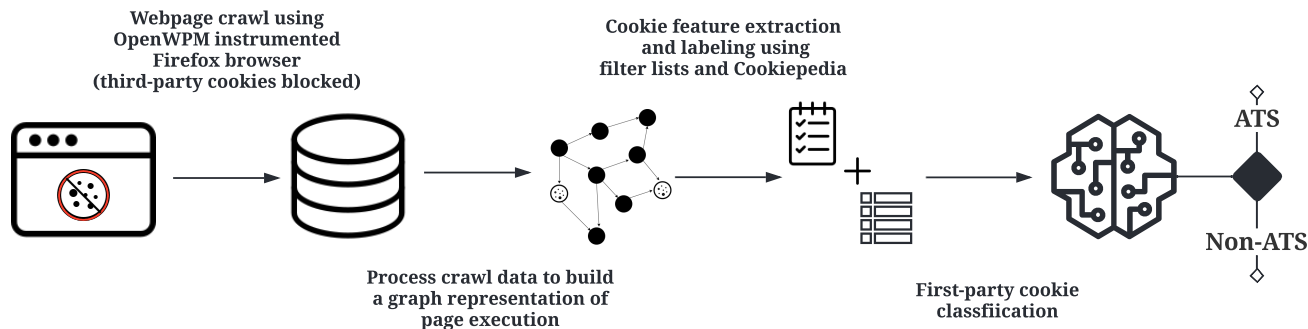 Webpage crawl using
OpenWPM instrumented
Firefox browser
(third-party cookies blocked)
Process crawl data to build
a graph representation of
page execution
Cookie feature extraction
and labeling using
filter lists and Cookiepedia
First-party cookie
classfiication
ATS
Non-ATS